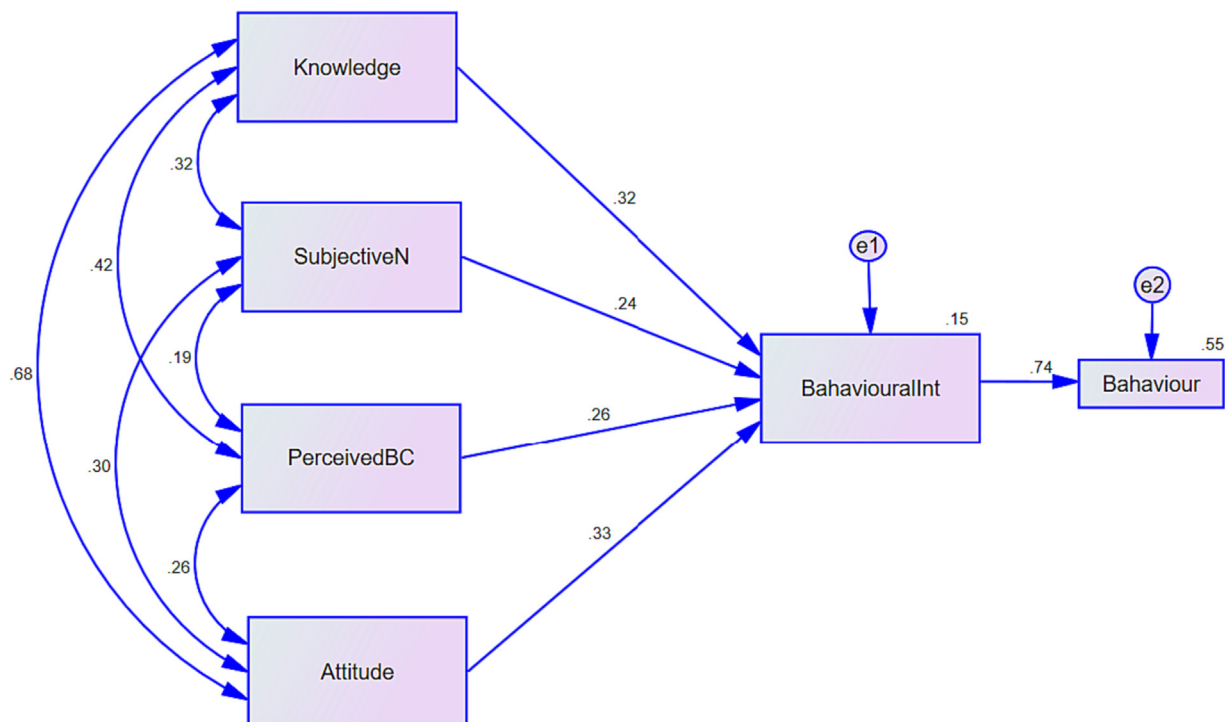 Knowledge
.32
.32
SubjectiveN
e1
.42
e2
.24
.15
.55
.19
.74
.68
BahaviouralInt
Bahaviour
.26
PerceivedBC
.30
.33
.26
Attitude